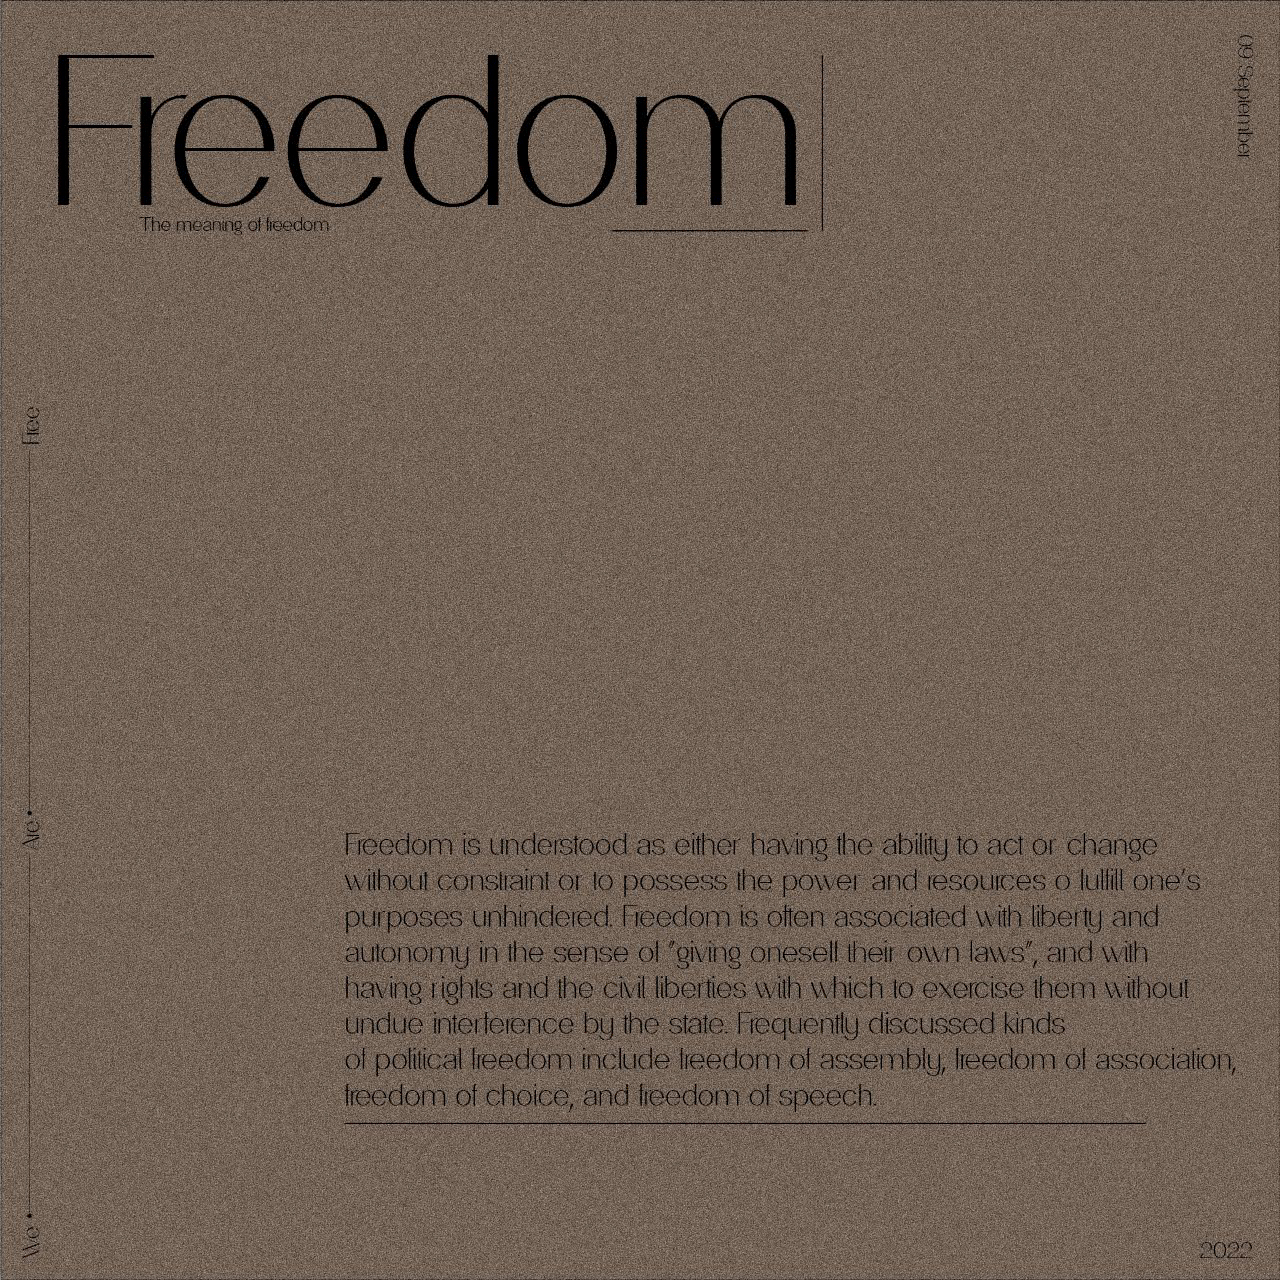 Freedom
The meaning of freedom
09 September
Free
Are
We
Freedom is understood as either having the ability to act or change
without constraint or to possess the power and resources o fulfill one's
purposes unhindered. Freedom is often associated with liberty and
autonomy in the sense of "giving oneself their own laws", and with
having rights and the civil liberties with which to exercise them without
undue interference by the state. Frequently discussed kinds
of political freedom include freedom of assembly, freedom of association,
freedom of choice, and freedom of speech.
2022